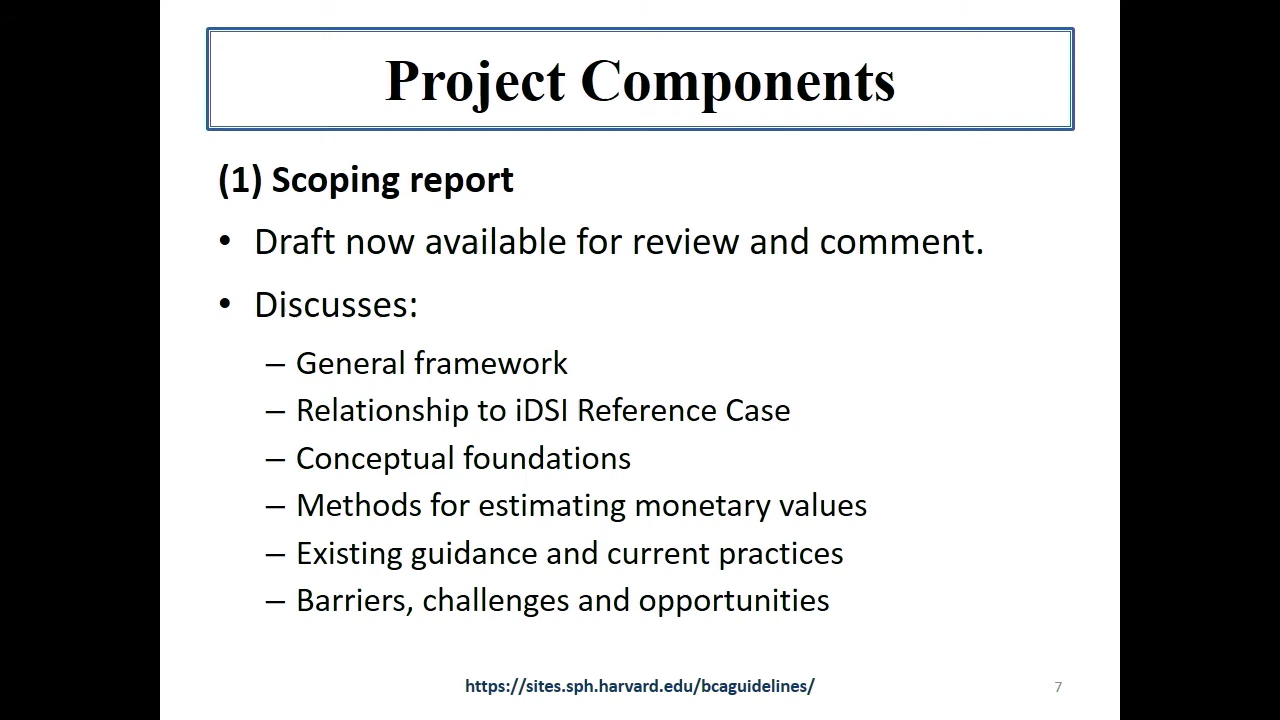 Project Components
(1) Scoping report
• Draft now available for review and comment.
• Discusses:
– General framework
– Relationship to iDSI Reference Case
– Conceptual foundations
– Methods for estimating monetary values
– Existing guidance and current practices
– Barriers, challenges and opportunities
https://sites.sph.harvard.edu/bcaguidelines/
7